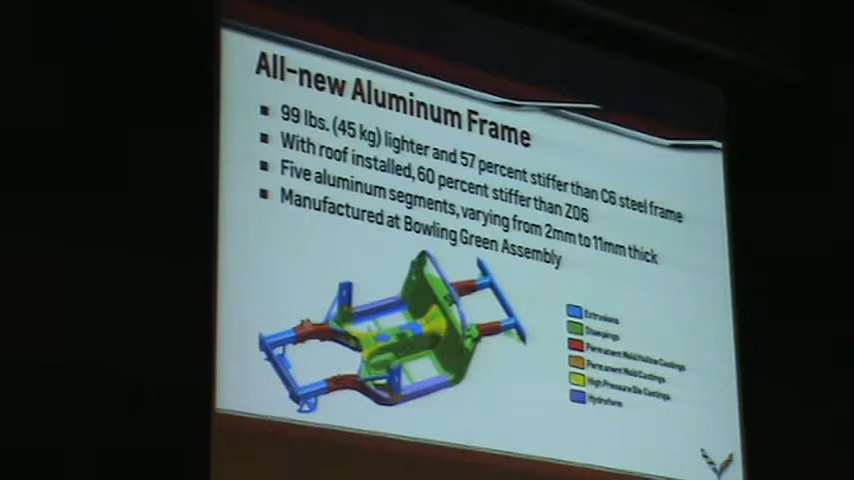 All-new Aluminum Frame
99 lbs. (45 kg) lighter and 57 percent stiffer than C6 steel frame
With roof installed, 60 percent stiffer than Z06
Five aluminum segments, varying from 2mm to 11mm thick
Manufactured at Bowling Green Assembly
Extrusions
Stampings
Permanent Mold Hollow Castings
Permanent Mold Castings
High Pressure Die Castings
Hydroform